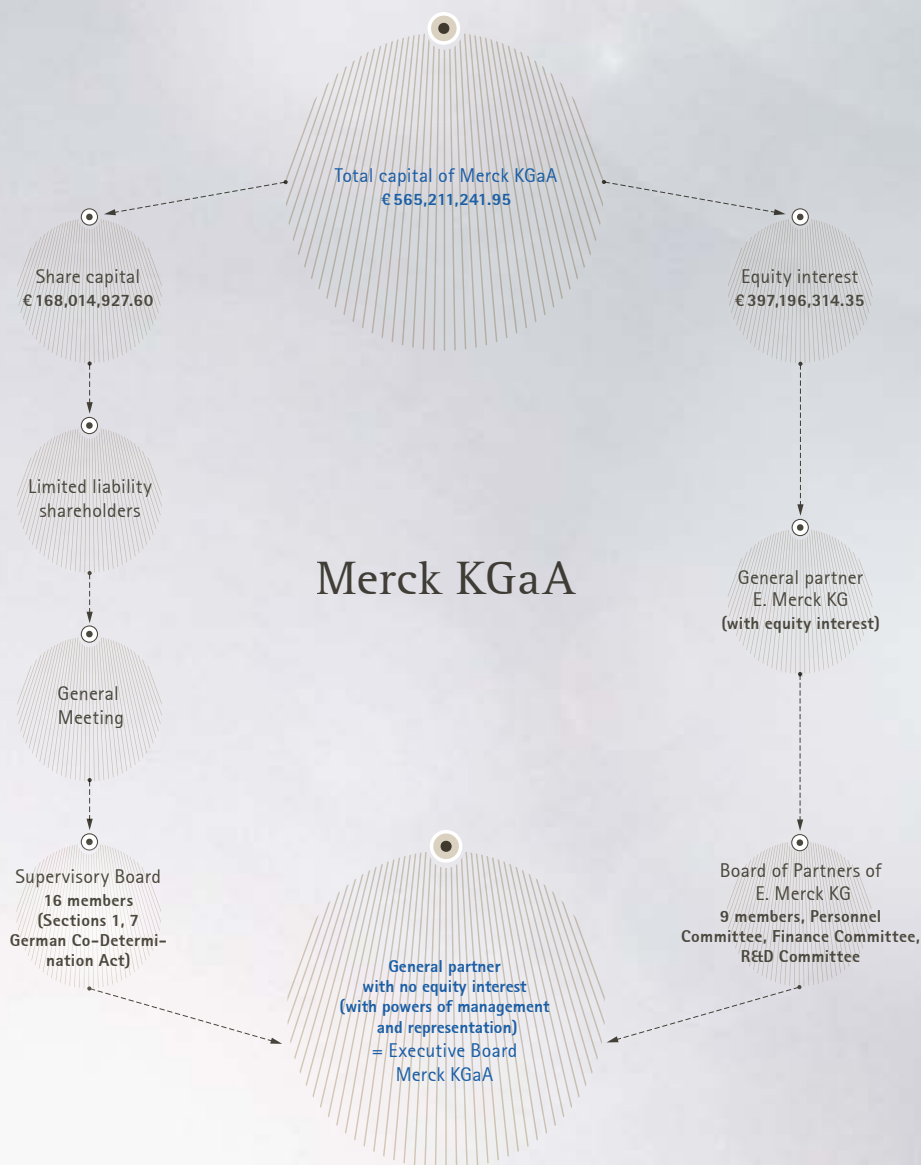 Total capital of Merck KGaA
€ 565,211,241.95
Share capital
€ 168,014,927.60
Equity interest
€ 397,196,314.35
Limited liability
shareholders
Merck KGaA
General partner
E. Merck KG
(with equity interest)
General
Meeting
Supervisory Board
16 members
(Sections 1, 7
German Co-Determi-
nation Act)
Board of Partners of
E. Merck KG
9 members, Personnel
Committee, Finance Committee,
R&D Committee
General partner
with no equity interest
(with powers of management
and representation)
= Executive Board
Merck KGaA